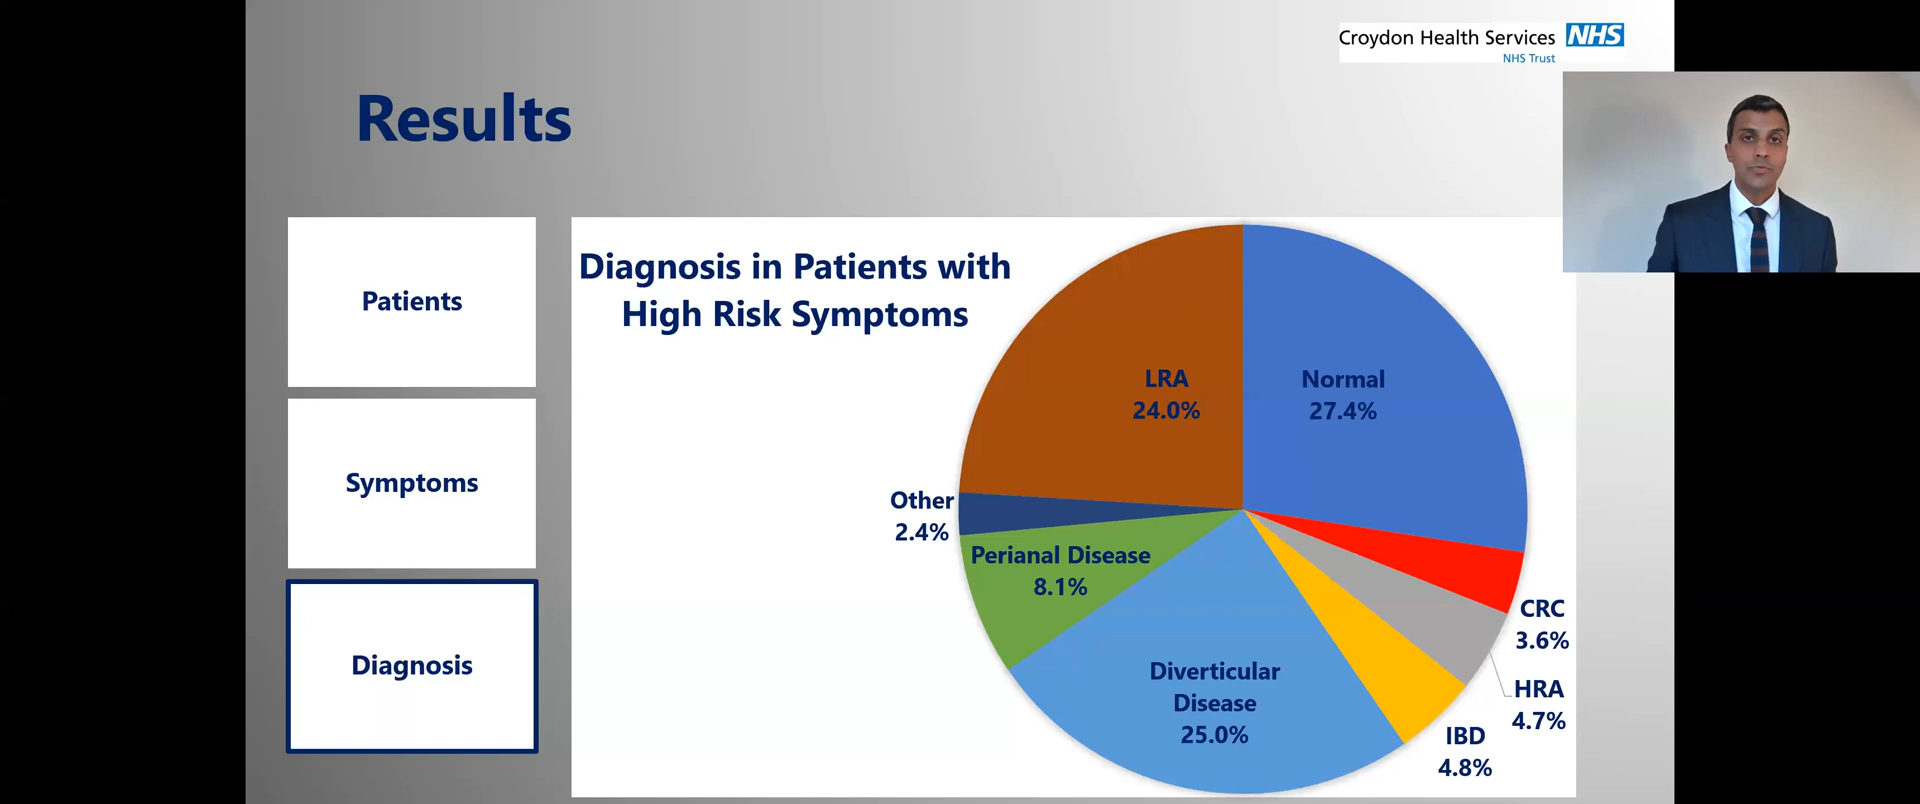 Croydon Health Services NHS
NHS Trust
Results
Patients
Symptoms
Diagnosis
Diagnosis in Patients with
High Risk Symptoms
LRA
24.0%
Normal
27.4%
Other
2.4%
Perianal Disease
8.1%
Diverticular
Disease
25.0%
CRC
3.6%
HRA
4.7%
IBD
4.8%